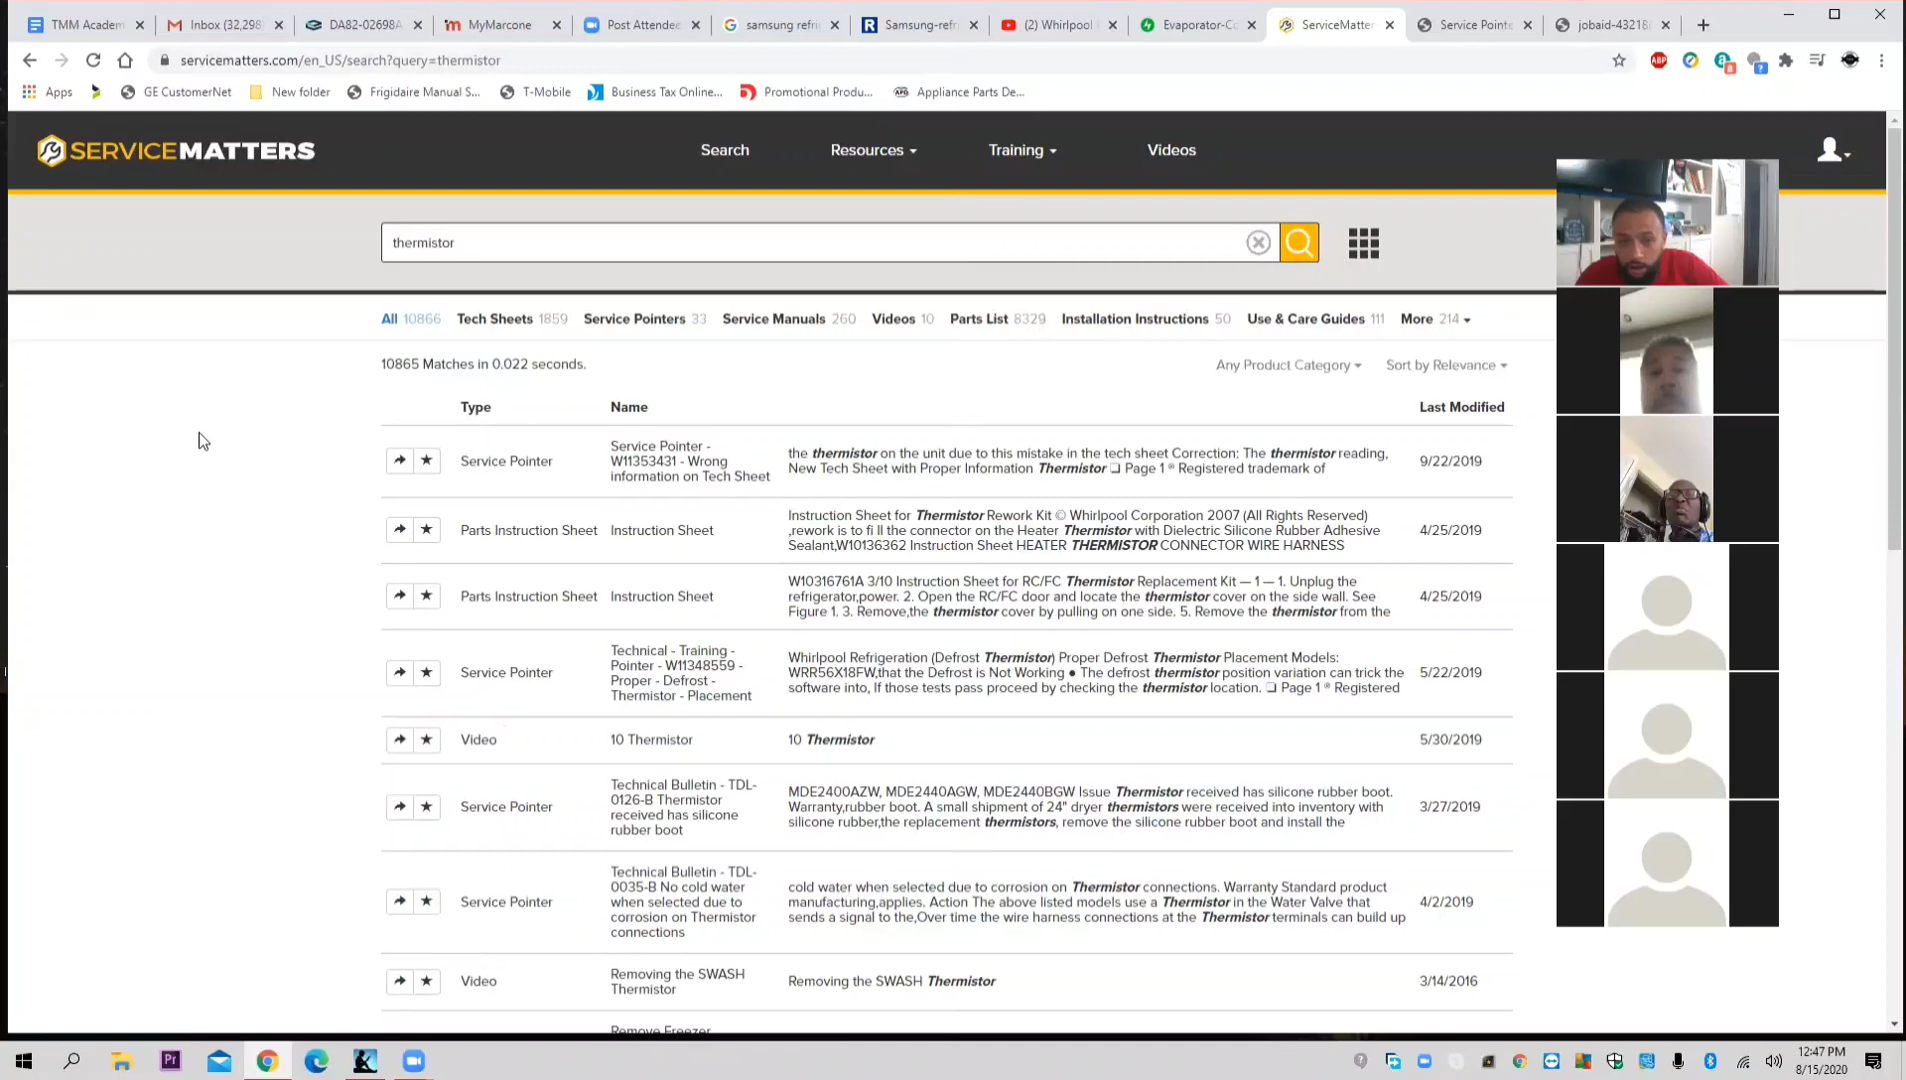 TMM Academ
Inbox (32,298
DA82-02698A
MyMarcone
Post Attendee
samsung refri
Samsung-refr
(2) Whirlpool
Evaporator-Co
ServiceMatter
Service Pointe
jobaid-43218
servicematters.com/en_US/search?query=thermistor
Apps
GE CustomerNet
New folder
Frigidaire Manual S...
T-Mobile
Business Tax Online...
Promotional Produ...
Appliance Parts De...
SERVICEMATTERS
Search
Resources
Training
Videos
thermistor
All 10866 Tech Sheets 1859 Service Pointers 33 Service Manuals 260 Videos 10 Parts List 8329 Installation Instructions 50 Use & Care Guides 111 More 214
10865 Matches in 0.022 seconds.
Any Product Category
Sort by Relevance
Type Name Last Modified
Service Pointer
Service Pointer -
W11353431 - Wrong
information on Tech Sheet
the thermistor on the unit due to this mistake in the tech sheet Correction: The thermistor reading,
New Tech Sheet with Proper Information Thermistor ❏ Page 1 ® Registered trademark of
9/22/2019
Parts Instruction Sheet
Instruction Sheet
Instruction Sheet for Thermistor Rework Kit © Whirlpool Corporation 2007 (All Rights Reserved)
,rework is to fi ll the connector on the Heater Thermistor with Dielectric Silicone Rubber Adhesive
Sealant,W10136362 Instruction Sheet HEATER THERMISTOR CONNECTOR WIRE HARNESS
4/25/2019
Parts Instruction Sheet
Instruction Sheet
W10316761A 3/10 Instruction Sheet for RC/FC Thermistor Replacement Kit — 1 — 1. Unplug the
refrigerator,power. 2. Open the RC/FC door and locate the thermistor cover on the side wall. See
Figure 1. 3. Remove,the thermistor cover by pulling on one side. 5. Remove the thermistor from the
4/25/2019
Service Pointer
Technical - Training -
Pointer - W11348559 -
Proper - Defrost -
Thermistor - Placement
Whirlpool Refrigeration (Defrost Thermistor) Proper Defrost Thermistor Placement Models:
WRR56X18FW,that the Defrost is Not Working ● The defrost thermistor position variation can trick the
software into, If those tests pass proceed by checking the thermistor location. ❏ Page 1 ® Registered
5/22/2019
Video
10 Thermistor
10 Thermistor
5/30/2019
Service Pointer
Technical Bulletin - TDL-
0126-B Thermistor
received has silicone
rubber boot
MDE2400AZW, MDE2440AGW, MDE2440BGW Issue Thermistor received has silicone rubber boot.
Warranty,rubber boot. A small shipment of 24" dryer thermistors were received into inventory with
silicone rubber,the replacement thermistors, remove the silicone rubber boot and install the
3/27/2019
Service Pointer
Technical Bulletin - TDL-
0035-B No cold water
when selected due to
corrosion on Thermistor
connections
cold water when selected due to corrosion on Thermistor connections. Warranty Standard product
manufacturing,applies. Action The above listed models use a Thermistor in the Water Valve that
sends a signal to the,Over time the wire harness connections at the Thermistor terminals can build up
4/2/2019
Video
Removing the SWASH
Thermistor
Removing the SWASH Thermistor
3/14/2016
Remove Freezer
12:47 PM
8/15/2020